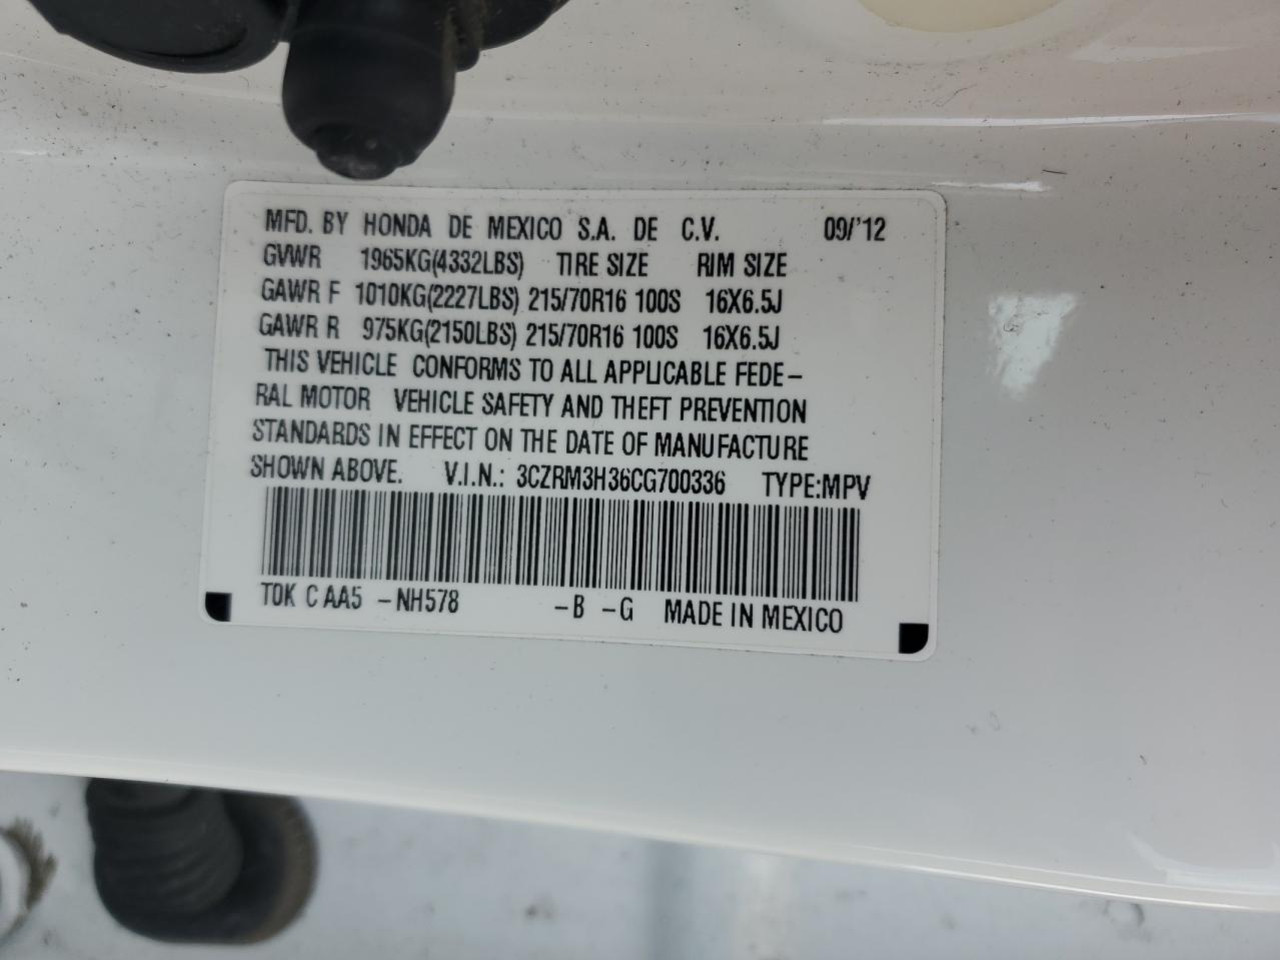 MFD. BY HONDA DE MEXICO S.A. DE C.V. 09/'12
GVWR 1965KG(4332LBS) TIRE SIZE RIM SIZE
GAWR F 1010KG(2227LBS) 215/70R16 100S 16X6.5J
GAWR R 975KG(2150LBS) 215/70R16 100S 16X6.5J
THIS VEHICLE CONFORMS TO ALL APPLICABLE FEDE-
RAL MOTOR VEHICLE SAFETY AND THEFT PREVENTION
STANDARDS IN EFFECT ON THE DATE OF MANUFACTURE
SHOWN ABOVE. V.I.N.: 3CZRM3H36CG700336 TYPE:MPV
T0K C AA5 -NH578 -B -G MADE IN MEXICO